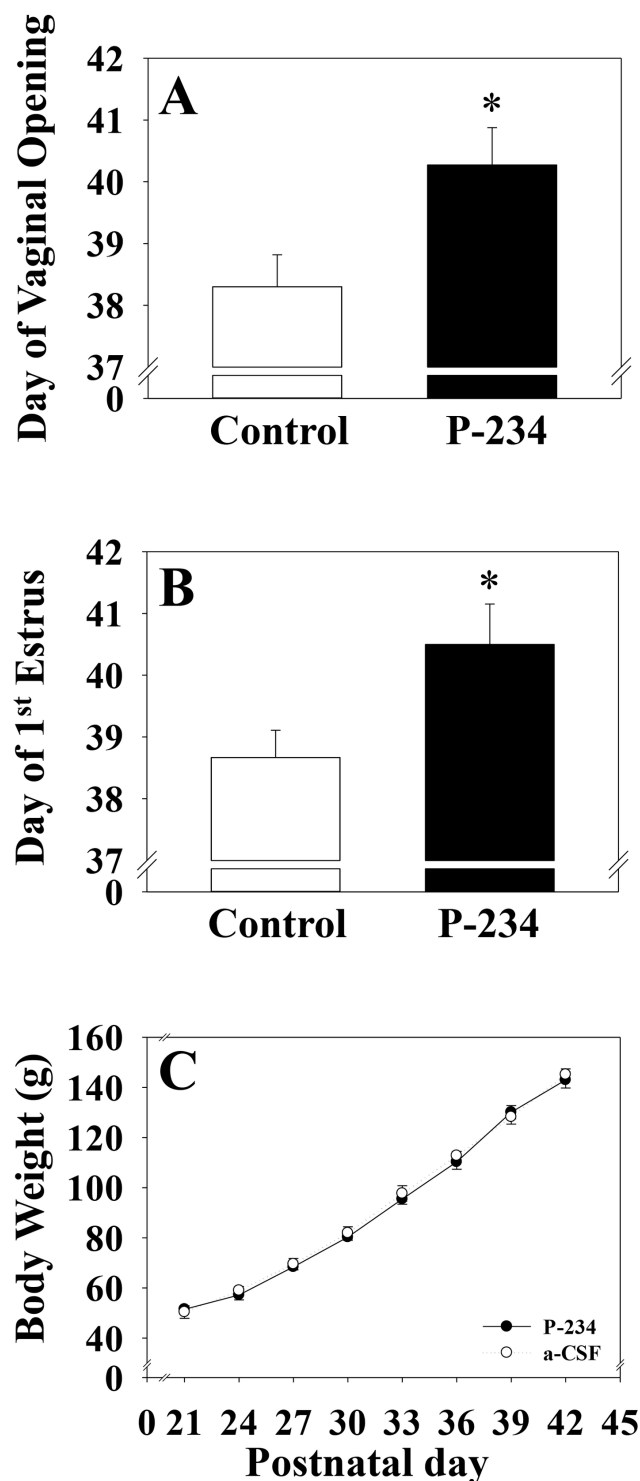 A
Day of Vaginal Opening
42
41
40
39
38
37
0
*
Control P-234
B
Day of 1st Estrus
42
41
40
39
38
37
0
*
Control P-234
C
Body Weight (g)
160
140
120
100
80
60
40
0
P-234
a-CSF
0 21 24 27 30 33 36 39 42 45
Postnatal day